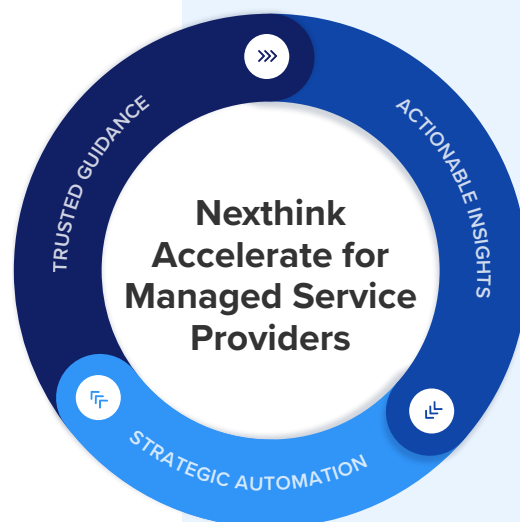 TRUSTED GUIDANCE
ACTIONABLE INSIGHTS
Nexthink
Accelerate for
Managed Service
Providers
STRATEGIC AUTOMATION